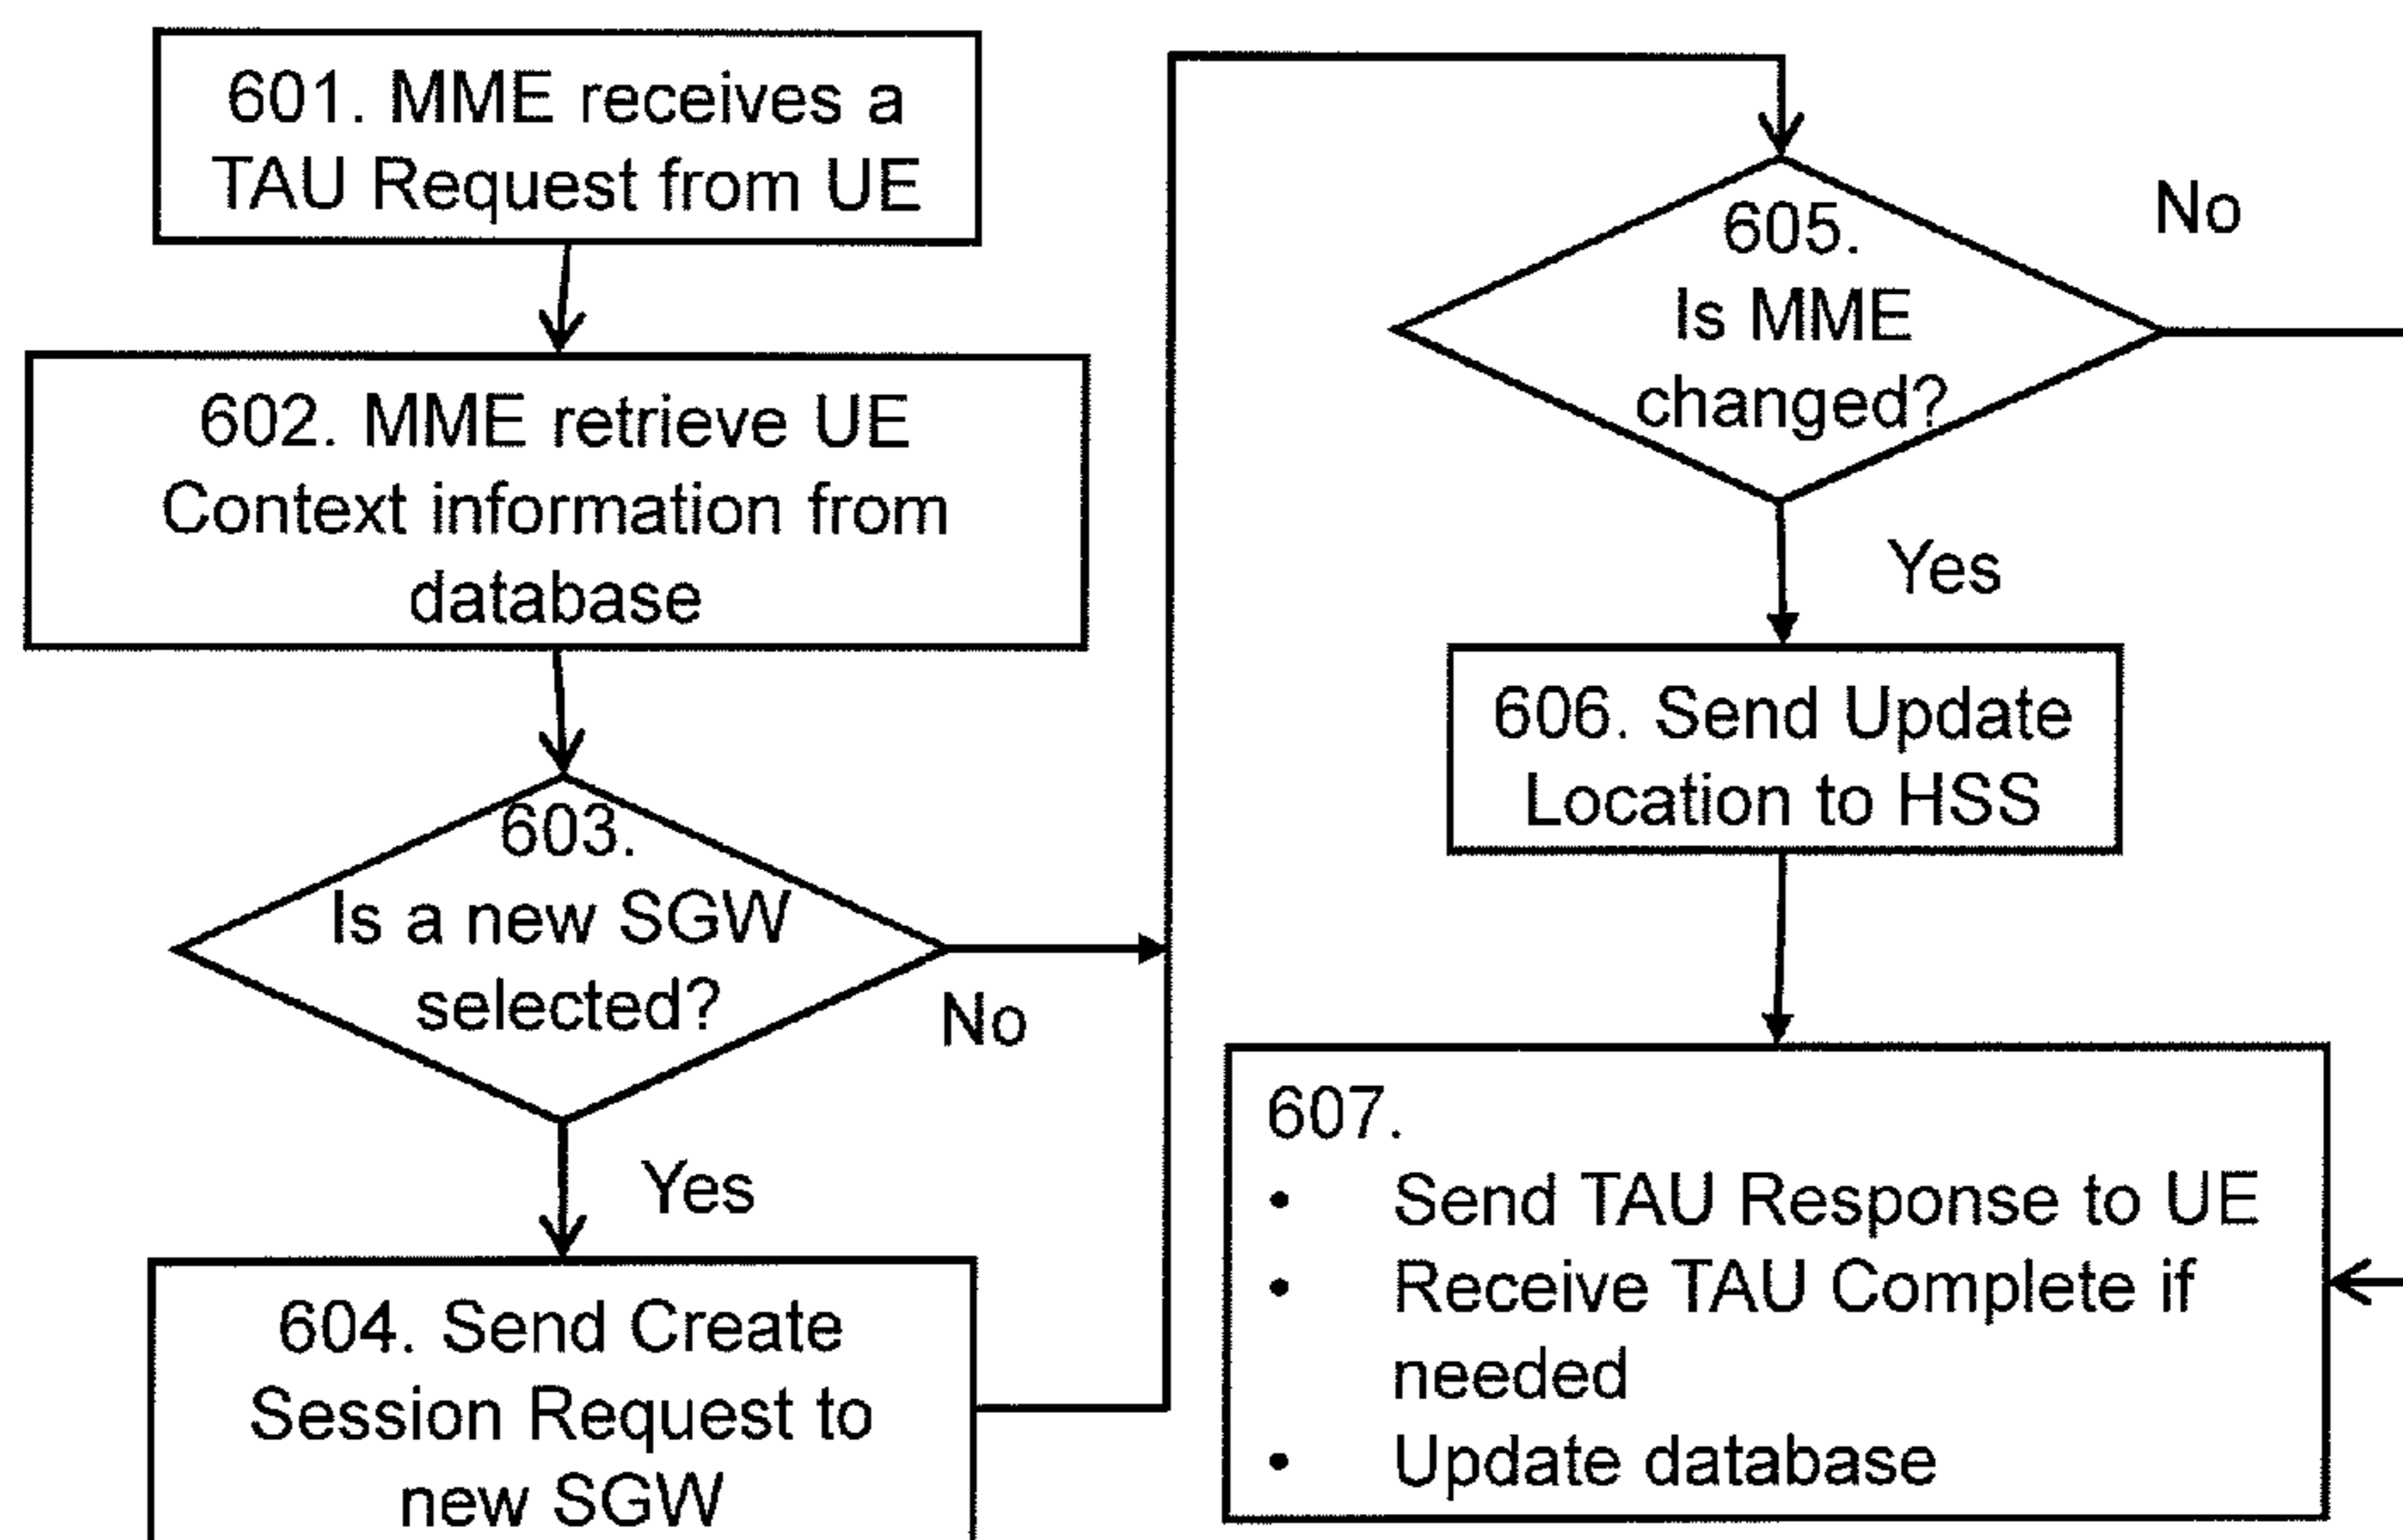 601. MME receives a
TAU Request from UE
602. MME retrieve UE
Context information from
database
603.
Is a new SGW
selected?
No
Yes
604. Send Create
Session Request to
new SGW
605.
Is MME
changed?
No
Yes
606. Send Update
Location to HSS
607.
• Send TAU Response to UE
• Receive TAU Complete if
needed
• Update database